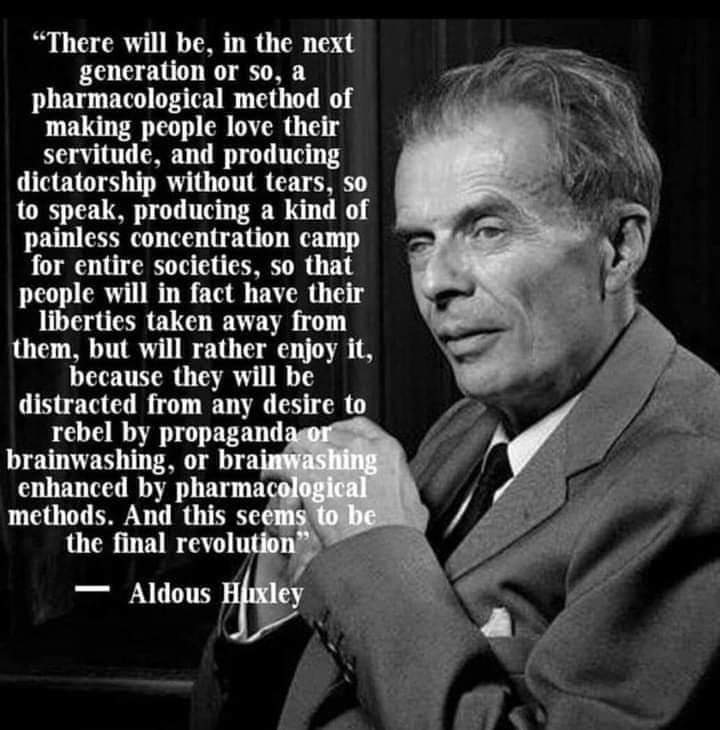 “There will be, in the next
generation or so, a
pharmacological method of
making people love their
servitude, and producing
dictatorship without tears, so
to speak, producing a kind of
painless concentration camp
for entire societies, so that
people will in fact have their
liberties taken away from
them, but will rather enjoy it,
because they will be
distracted from any desire to
rebel by propaganda or
brainwashing, or brainwashing
enhanced by pharmacological
methods. And this seems to be
the final revolution”
— Aldous Huxley